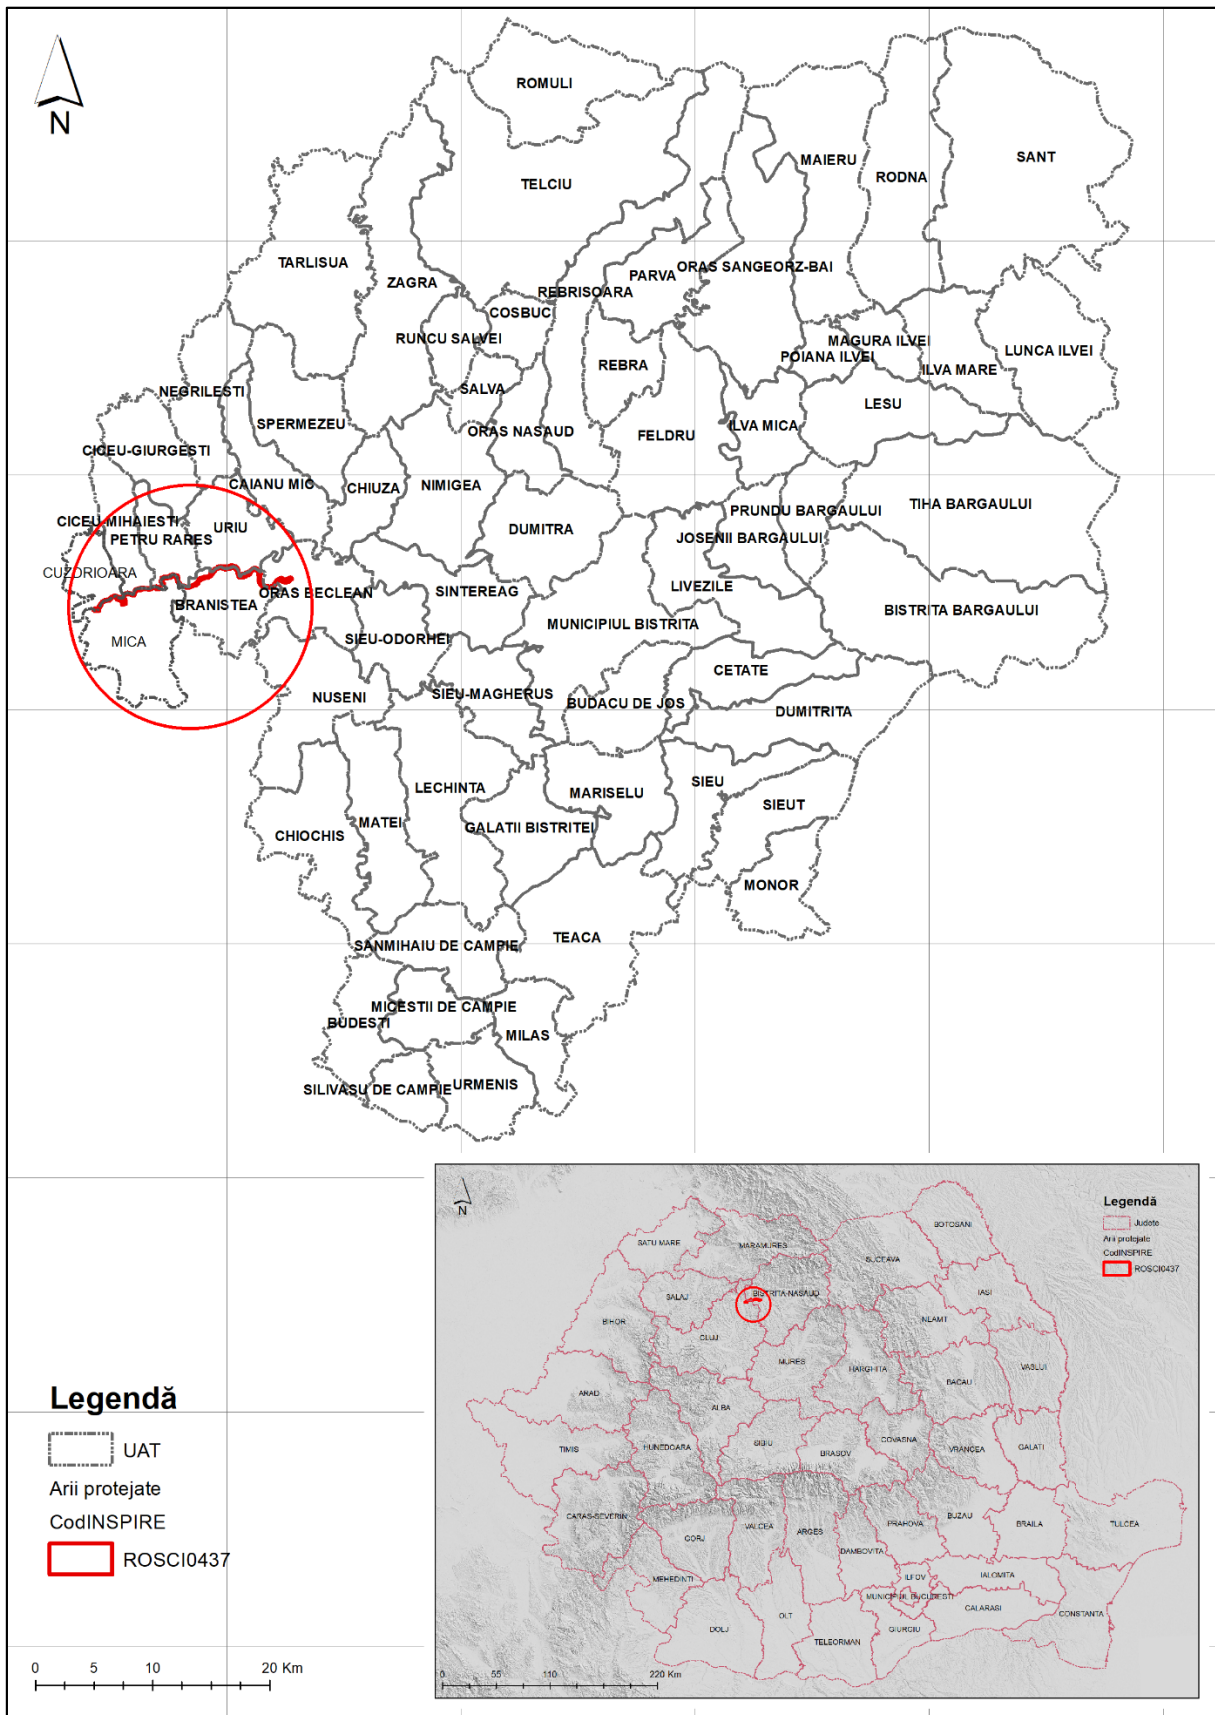 N
ROMULI
MAIERU
SANT
RODNA
TELCIU
TARLISUA
ZAGRA
PARVA
ORAS SANGEORZ-BAI
REBRISOARA
COSBUC
RUNCU SALVEI
MAGURA ILVEI
LUNCA ILVEI
POIANA ILVEI
REBRA
ILVA MARE
NEGRILESTI
SALVA
LESU
SPERMEZEU
ORAS NASAUD
FELDRU
ILVA MICA
CICEU-GIURGESTI
CAIANU MIC
CHIUZA
NIMIGEA
TIHA BARGAULUI
PRUNDU BARGAULUI
CICEU MIHAIESTI
URIU
DUMITRA
PETRU RARES
JOSENII BARGAULUI
CUZDRIOARA
ORAS BECLEAN
SINTEREAG
LIVEZILE
BRANISTEA
BISTRITA BARGAULUI
MUNICIPIUL BISTRITA
MICA
SIEU-ODORHEI
CETATE
NUSENI
SIEU-MAGHERUS
BUDACU DE JOS
DUMITRITA
LECHINTA
SIEU
MARISELU
SIEUT
MATEI
GALATII BISTRITEI
CHIOCHIS
MONOR
SANMIHAIU DE CAMPIE
TEACA
MICESTII DE CAMPIE
BUDESTI
MILAS
SILIVASU DE CAMPIE
URMENIS
Legendă
UAT
Arii protejate
CodINSPIRE
ROSCI0437
0 5 10 20 Km
N
Legendă
Judete
Arii protejate
CodINSPIRE
ROSCI0437
BOTOSANI
SATU MARE
MARAMURES
SUCEAVA
SALAJ
BISTRITA-NASAUD
IASI
BIHOR
NEAMT
CLUJ
MURES
HARGHITA
VASLUI
BACAU
ARAD
ALBA
TIMIS
HUNEDOARA
SIBIU
BRASOV
COVASNA
VRANCEA
GALATI
CARAS-SEVERIN
GORJ
VALCEA
ARGES
PRAHOVA
BUZAU
BRAILA
TULCEA
DAMBOVITA
MEHEDINTI
ILFOV
IALOMITA
MUNICIPIUL BUCURESTI
CALARASI
CONSTANTA
OLT
DOLJ
GIURGIU
TELEORMAN
0 55 110 220 Km